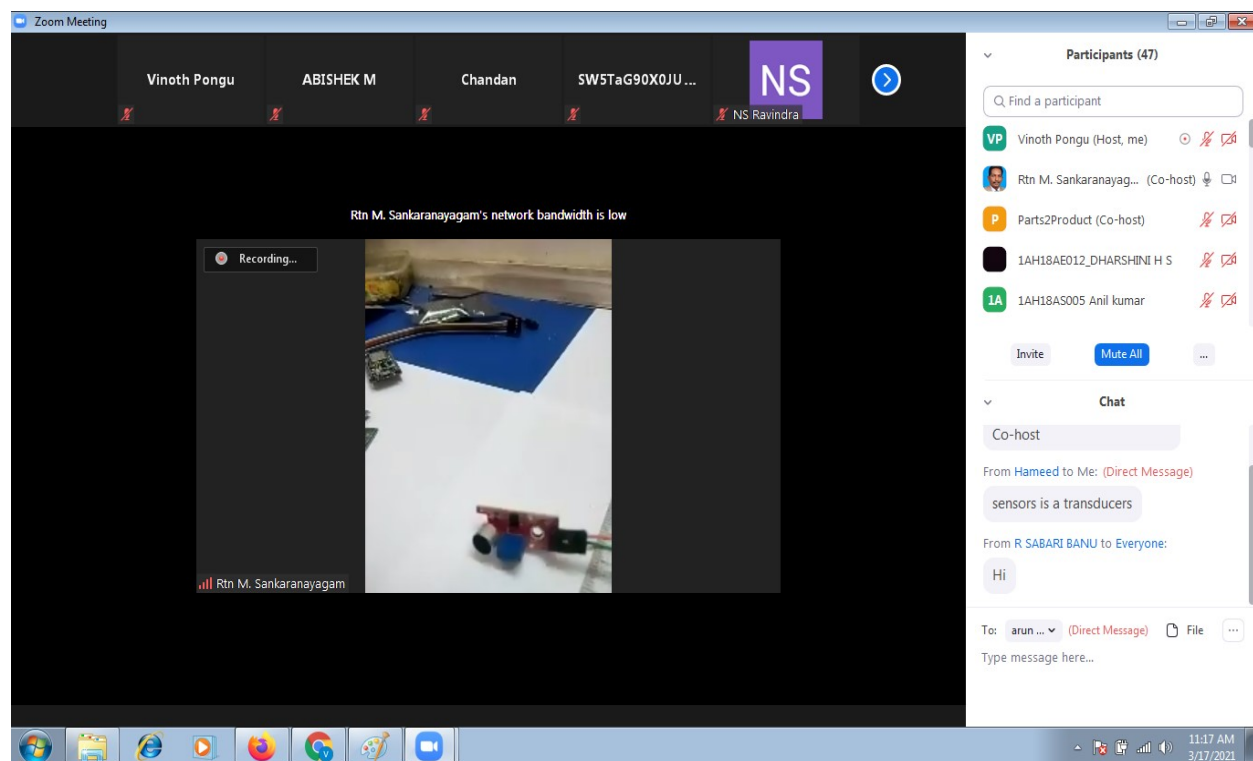 Zoom Meeting
Vinoth Pongu
ABISHEK M
Chandan
SW5TaG90X0JU...
NS
NS Ravindra
Rtn M. Sankaranayagam's network bandwidth is low
Recording...
Rtn M. Sankaranayagam
Participants (47)
Find a participant
VP Vinoth Pongu (Host, me)
Rtn M. Sankaranayag... (Co-host)
P Parts2Product (Co-host)
1AH18AE012_DHARSHINI H S
1A 1AH18AS005 Anil kumar
Invite Mute All ...
Chat
Co-host
From Hameed to Me: (Direct Message)
sensors is a transducers
From R SABARI BANU to Everyone:
Hi
To: arun ... (Direct Message) File ...
Type message here...
11:17 AM
3/17/2021